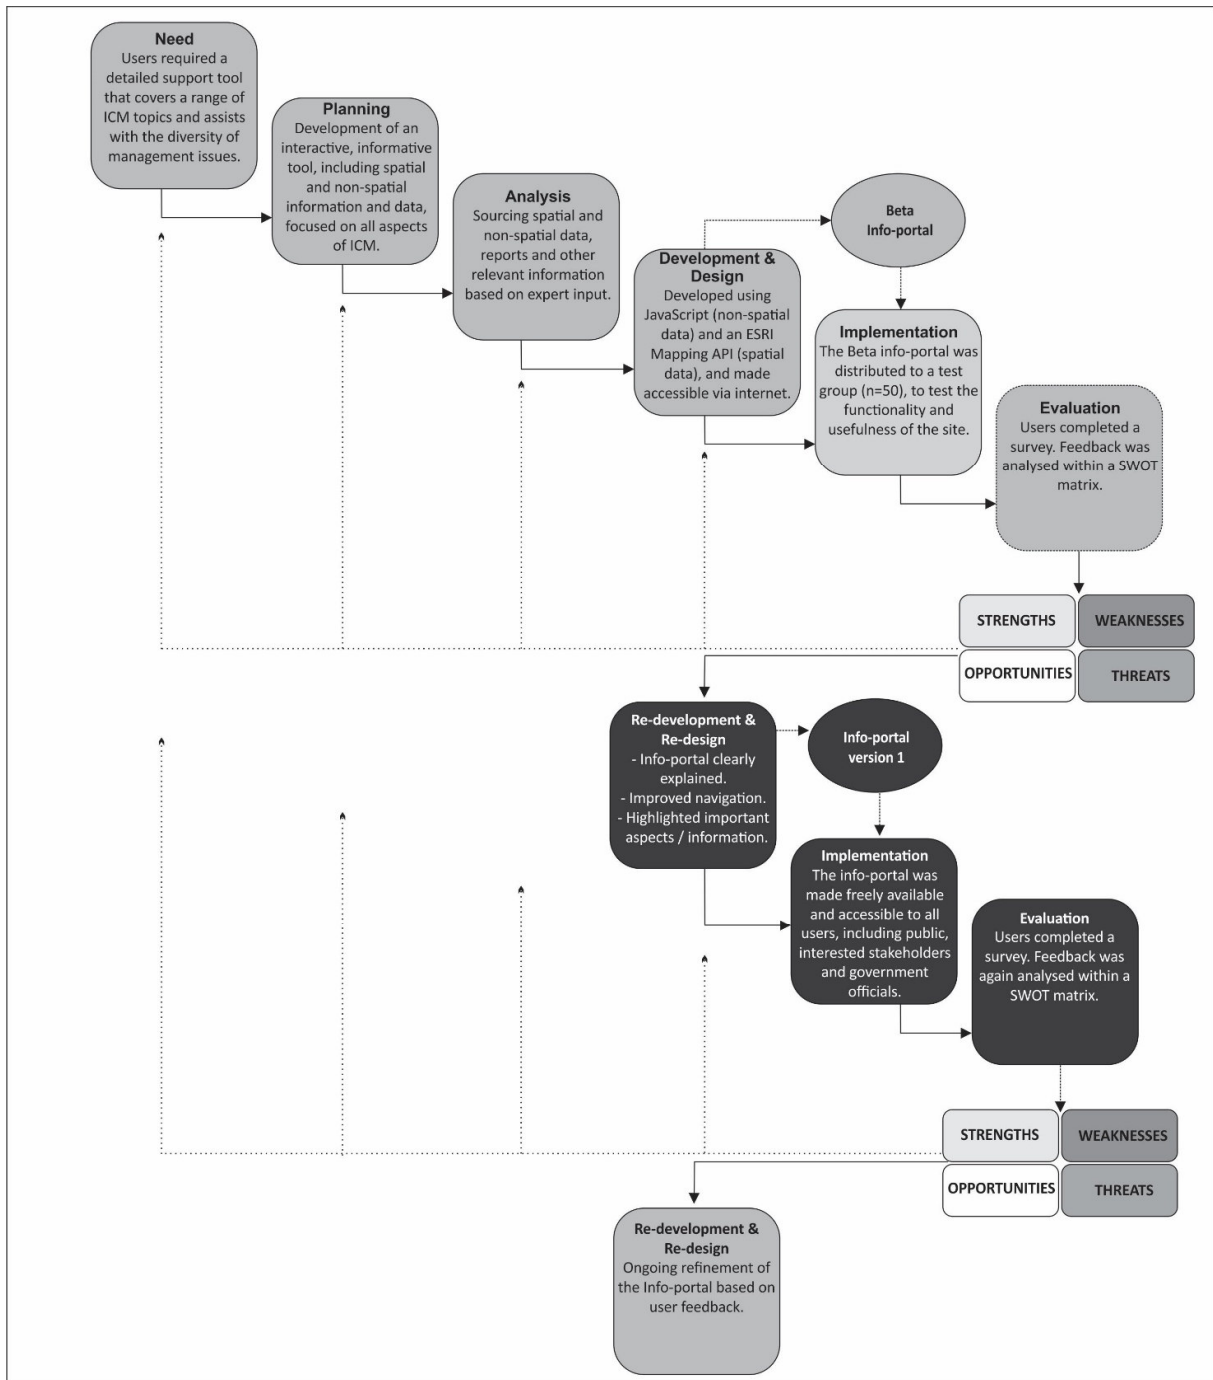 Need
Users required a
detailed support tool
that covers a range of
ICM topics and assists
with the diversity of
management issues.
Planning
Development of an
interactive, informative
tool, including spatial
and non-spatial
information and data,
focused on all aspects
of ICM.
Analysis
Sourcing spatial and
non-spatial data,
reports and other
relevant information
based on expert input.
Development &
Design
Developed using
JavaScript (non-spatial
data) and an ESRI
Mapping API (spatial
data), and made
accessible via internet.
Beta
Info-portal
Implementation
The Beta info-portal was
distributed to a test
group (n=50), to test the
functionality and
usefulness of the site.
Evaluation
Users completed a
survey. Feedback was
analysed within a SWOT
matrix.
STRENGTHS
WEAKNESSES
OPPORTUNITIES
THREATS
Re-development &
Re-design
- Info-portal clearly
explained.
- Improved navigation.
- Highlighted important
aspects / information.
Info-portal
version 1
Implementation
The info-portal was
made freely available
and accessible to all
users, including public,
interested stakeholders
and government
officials.
Evaluation
Users completed a
survey. Feedback was
again analysed within a
SWOT matrix.
STRENGTHS
WEAKNESSES
OPPORTUNITIES
THREATS
Re-development &
Re-design
Ongoing refinement of
the Info-portal based on
user feedback.